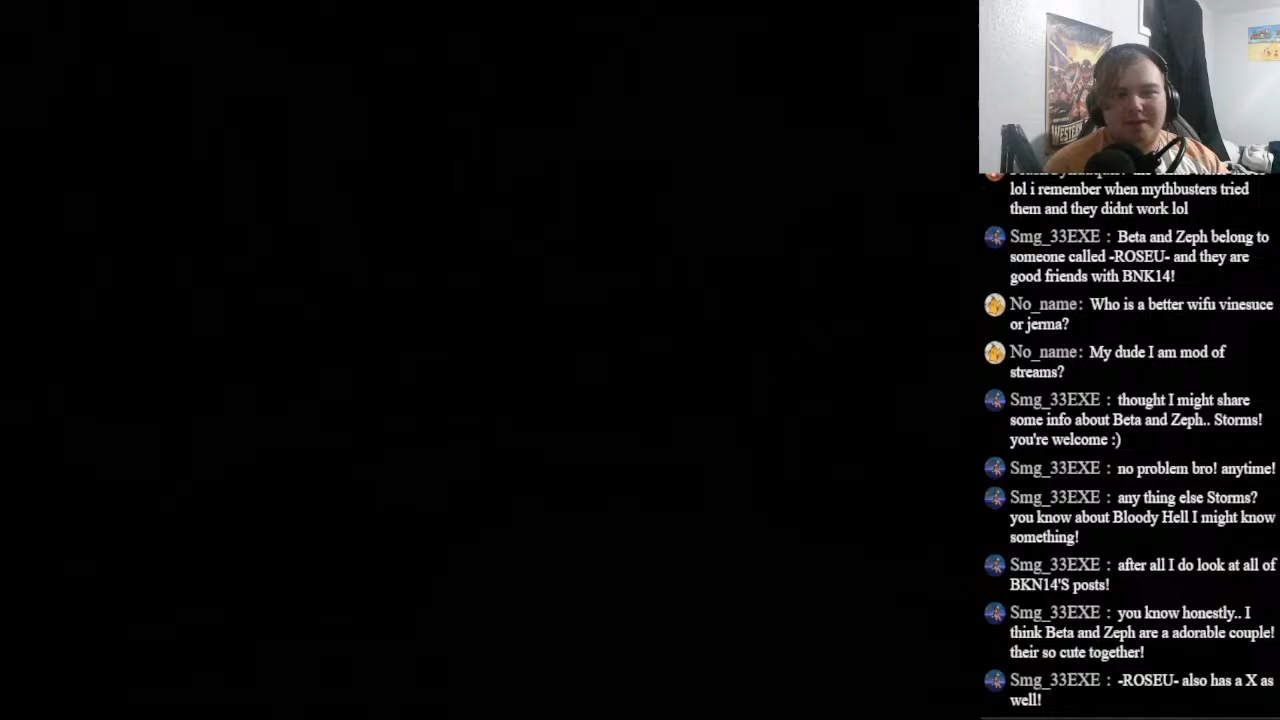 WESTER
lol i remember when mythbusters tried
them and they didnt work lol
Smg_33EXE : Beta and Zeph belong to
someone called -ROSEU- and they are
good friends with BNK14!
No_name: Who is a better wifu vinesuce
or jerma?
No_name: My dude I am mod of
streams?
Smg_33EXE : thought I might share
some info about Beta and Zeph.. Storms!
you're welcome :)
Smg_33EXE : no problem bro! anytime!
Smg_33EXE : any thing else Storms?
you know about Bloody Hell I might know
something!
Smg_33EXE : after all I do look at all of
BKN14'S posts!
Smg_33EXE : you know honestly.. I
think Beta and Zeph are a adorable couple!
their so cute together!
Smg_33EXE : -ROSEU- also has a X as
well!